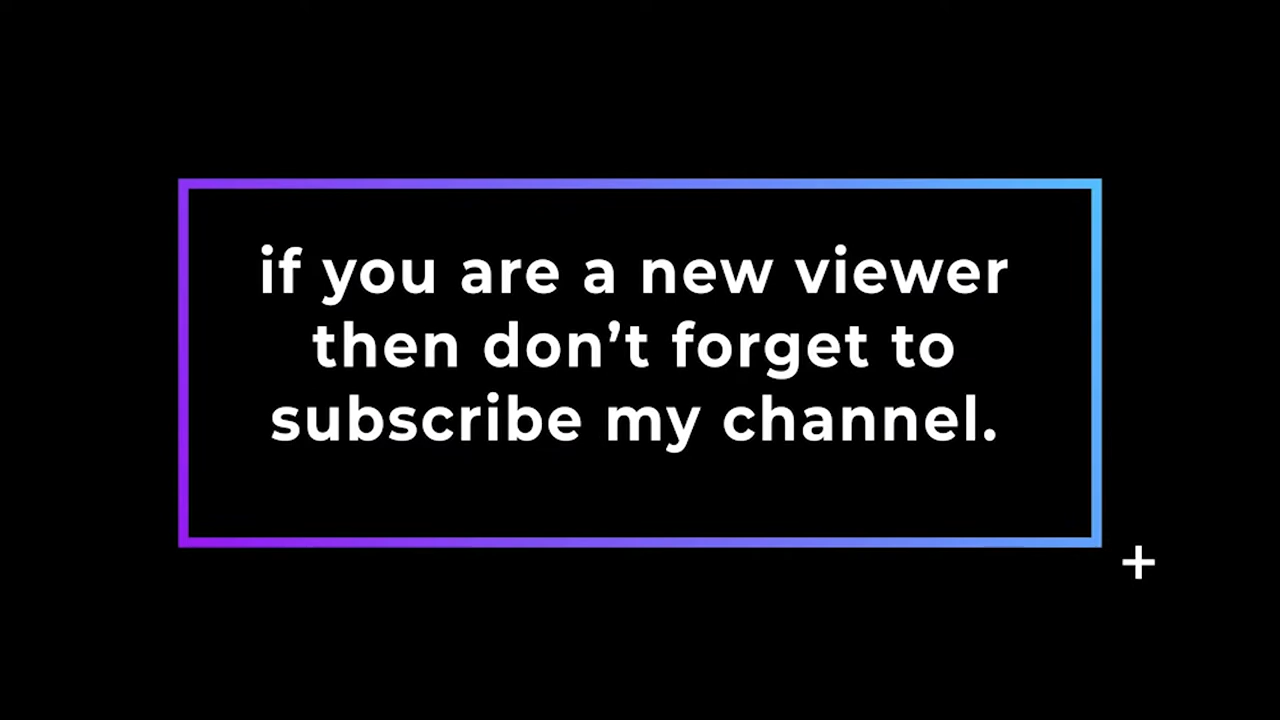 if you are a new viewer
then don’t forget to
subscribe my channel.
+